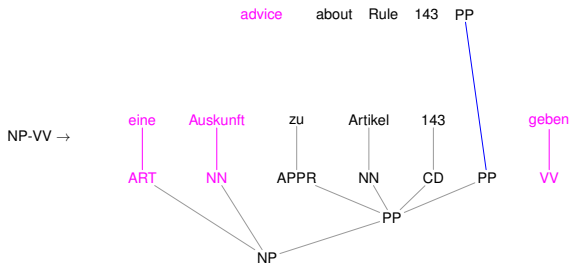 advice about Rule 143 PP
eine Auskunft zu Artikel 143 geben
NP-VV →
ART NN APPR NN CD PP VV
PP
NP